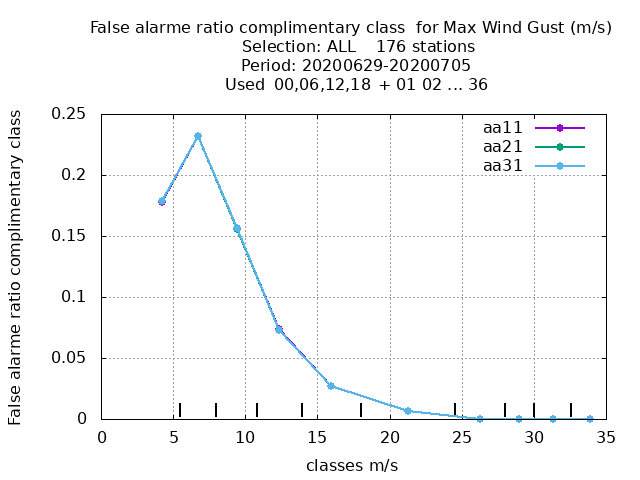 False alarme ratio complimentary class  for Max Wind Gust (m/s)
Selection: ALL    176 stations
Period: 20200629-20200705
Used  00,06,12,18 + 01 02 ... 36
False alarme ratio complimentary class
0.25
0.2
0.15
0.1
0.05
0
aa11
aa21
aa31
0 5 10 15 20 25 30 35
classes m/s